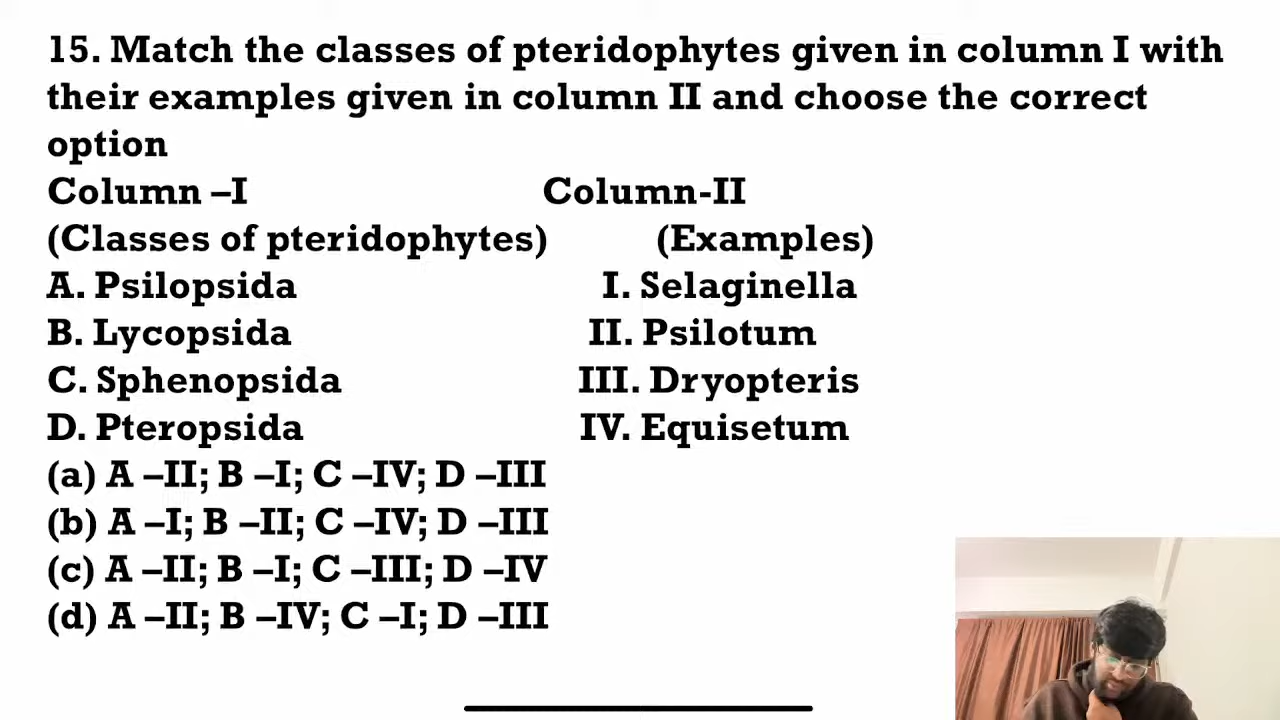 15. Match the classes of pteridophytes given in column I with
their examples given in column II and choose the correct
option
Column –I Column-II
(Classes of pteridophytes) (Examples)
A. Psilopsida I. Selaginella
B. Lycopsida II. Psilotum
C. Sphenopsida III. Dryopteris
D. Pteropsida IV. Equisetum
(a) A –II; B –I; C –IV; D –III
(b) A –I; B –II; C –IV; D –III
(c) A –II; B –I; C –III; D –IV
(d) A –II; B –IV; C –I; D –III